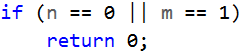 if (n == 0 || m == 1)
    return 0;